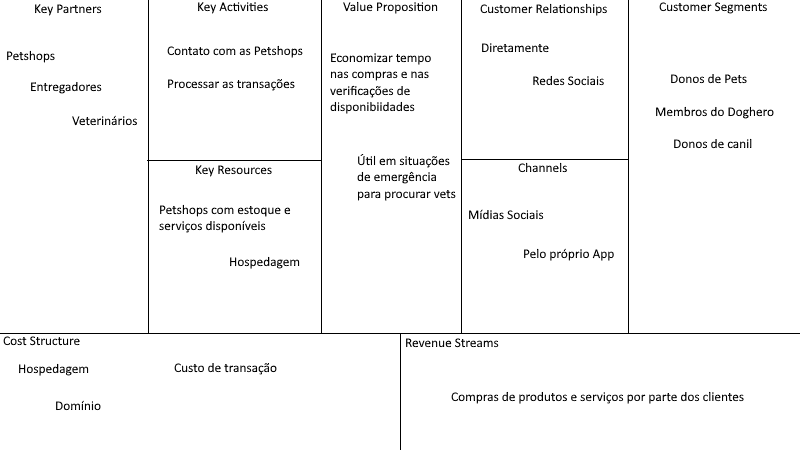 Key Partners
Petshops
Entregadores
Veterinários
Key Activities
Contato com as Petshops
Processar as transações
Key Resources
Petshops com estoque e
serviços disponíveis
Hospedagem
Value Proposition
Economizar tempo
nas compras e nas
verificações de
disponibiidades
Útil em situações
de emergência
para procurar vets
Customer Relationships
Diretamente
Redes Sociais
Channels
Mídias Sociais
Pelo próprio App
Customer Segments
Donos de Pets
Membros do Doghero
Donos de canil
Cost Structure
Hospedagem
Custo de transação
Domínio
Revenue Streams
Compras de produtos e serviços por parte dos clientes